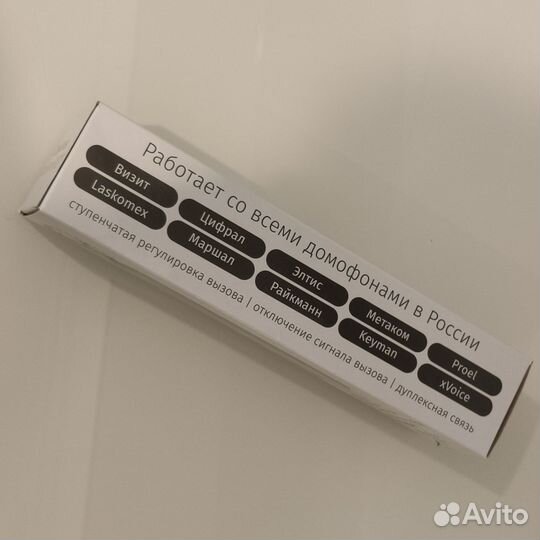 Работает со всеми домофонами в России
Визит Цифрал Элтис Метаком Proel
Laskomex Маршал Райкманн Keyman xVoice
ступенчатая регулировка вызова | отключение сигнала вызова | дуплексная связь
Avito